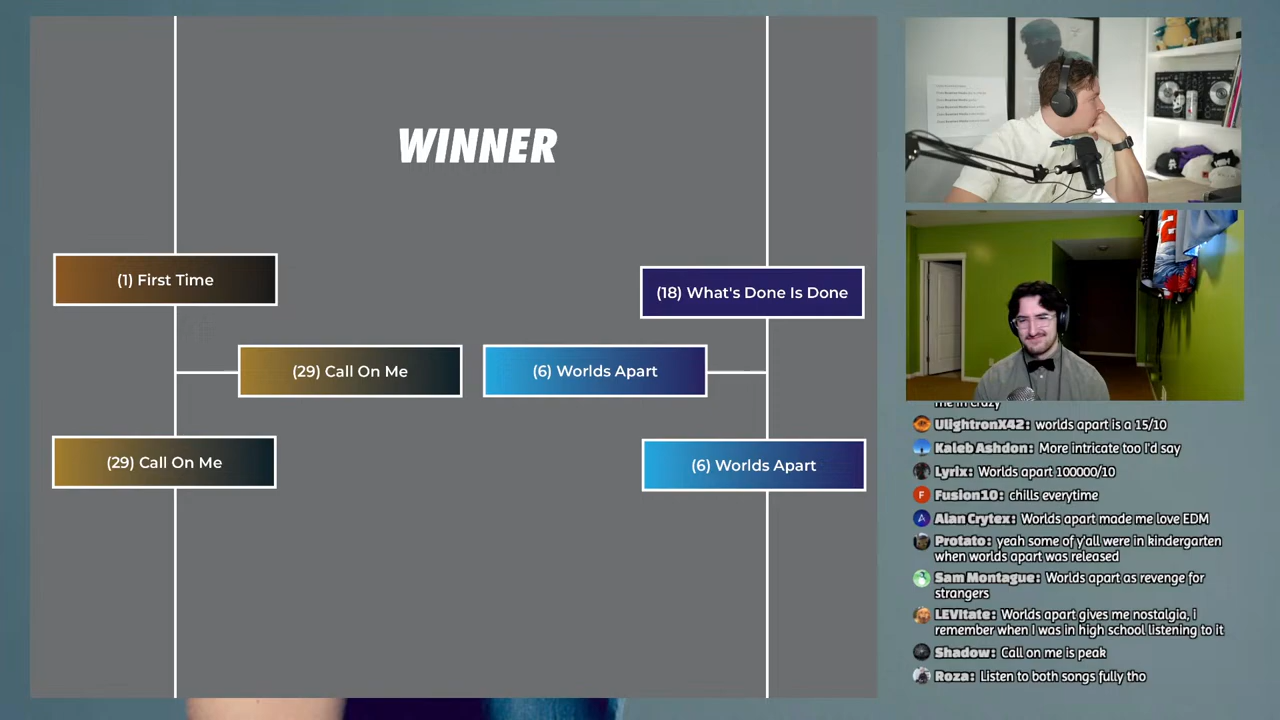 WINNER
(1) First Time
(18) What's Done Is Done
(29) Call On Me
(6) Worlds Apart
(29) Call On Me
(6) Worlds Apart
me in crazy
UlightronX42: worlds apart is a 15/10
Kaleb Ashdon: More intricate too I'd say
Lyrix: Worlds apart 100000/10
F Fusion10: chills everytime
A Alan Crytex: Worlds apart made me love EDM
Protato: yeah some of y'all were in kindergarten
when worlds apart was released
Sam Montague: Worlds apart as revenge for
strangers
LEVitate: Worlds apart gives me nostalgia, i
remember when I was in high school listening to it
Shadow: Call on me is peak
Roza: Listen to both songs fully tho